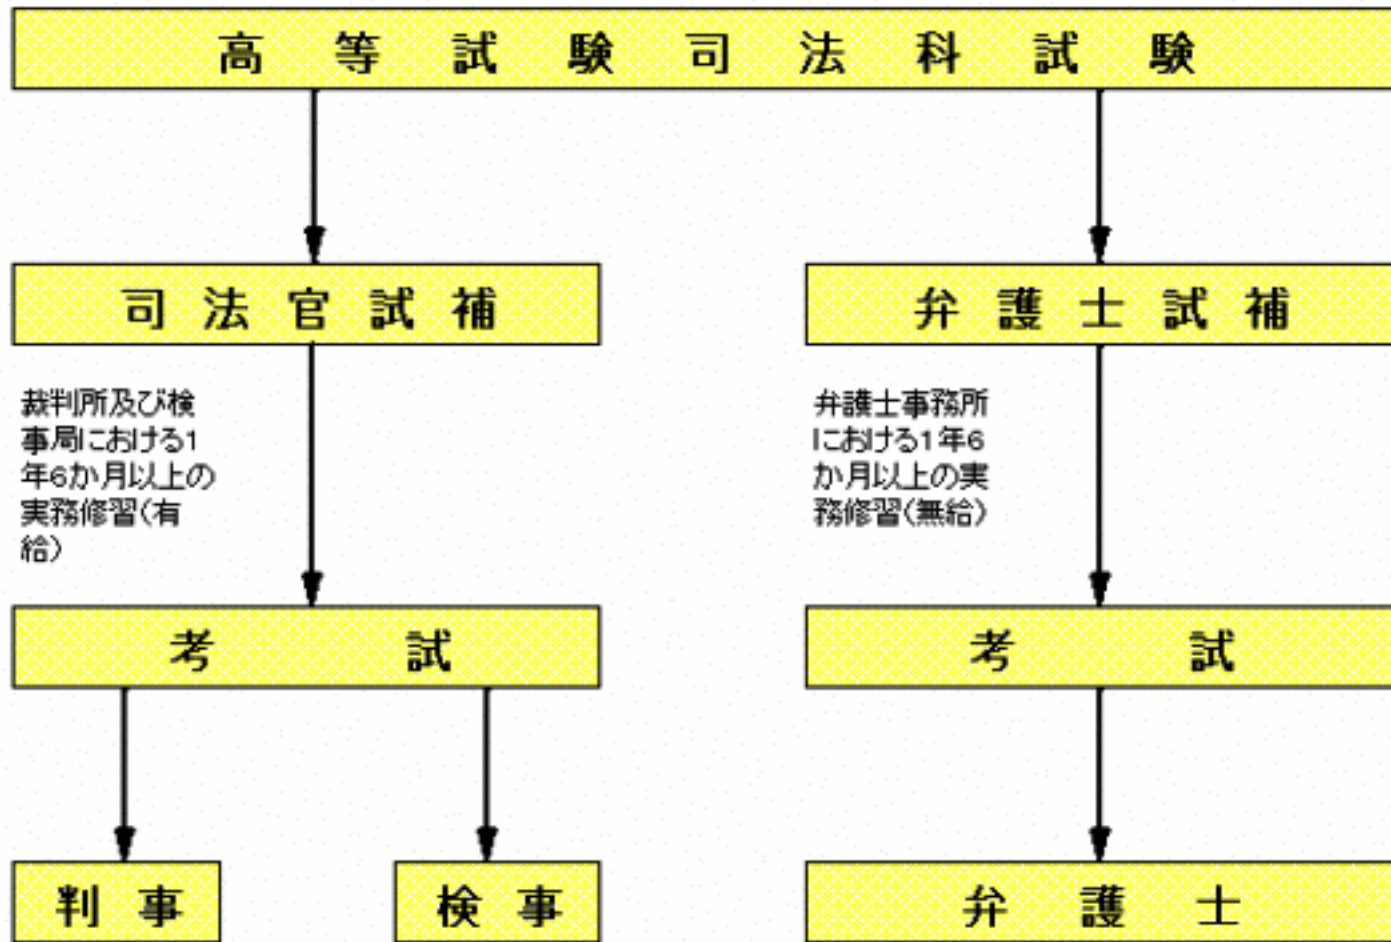 高等試験司法科試験
司法官試補
弁護士試補
裁判所及び検
事局における1
年6か月以上の
実務修習(有
給)
弁護士事務所
における1年6
か月以上の実
務修習(無給)
考試
考試
判事
検事
弁護士